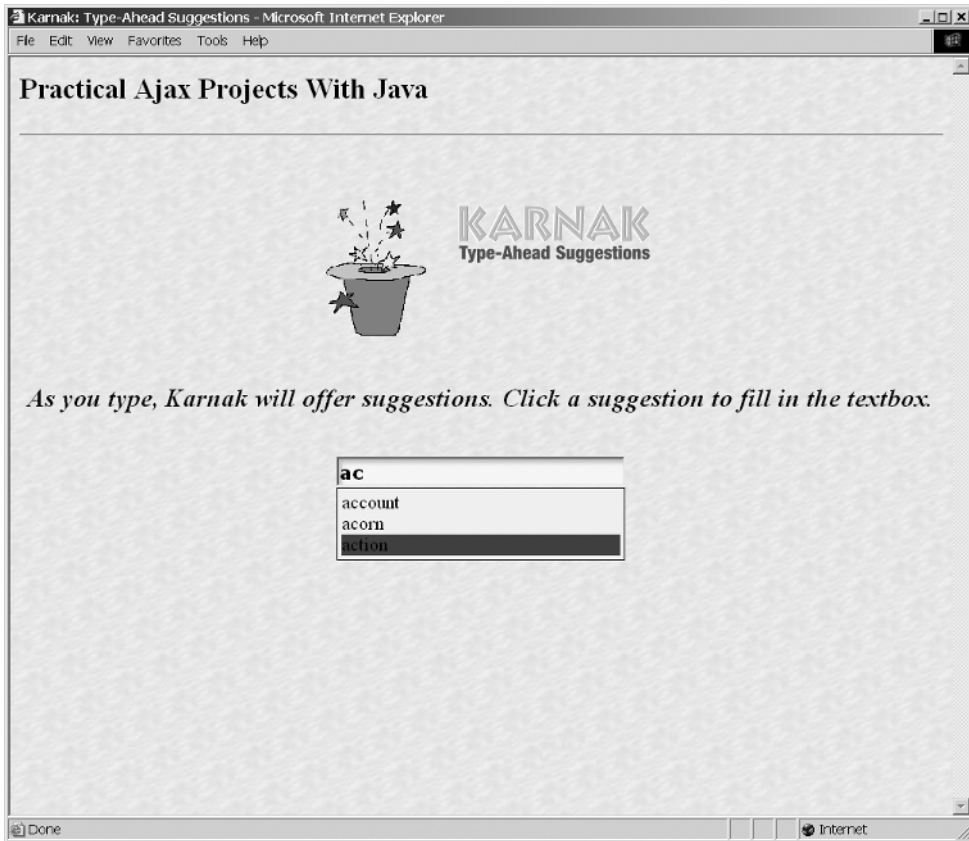 Karnak: Type-Ahead Suggestions - Microsoft Internet Explorer
File Edit View Favorites Tools Help
Practical Ajax Projects With Java
KARNAK
Type-Ahead Suggestions
As you type, Karnak will offer suggestions. Click a suggestion to fill in the textbox.
ac
account
acorn
action
Done
Internet